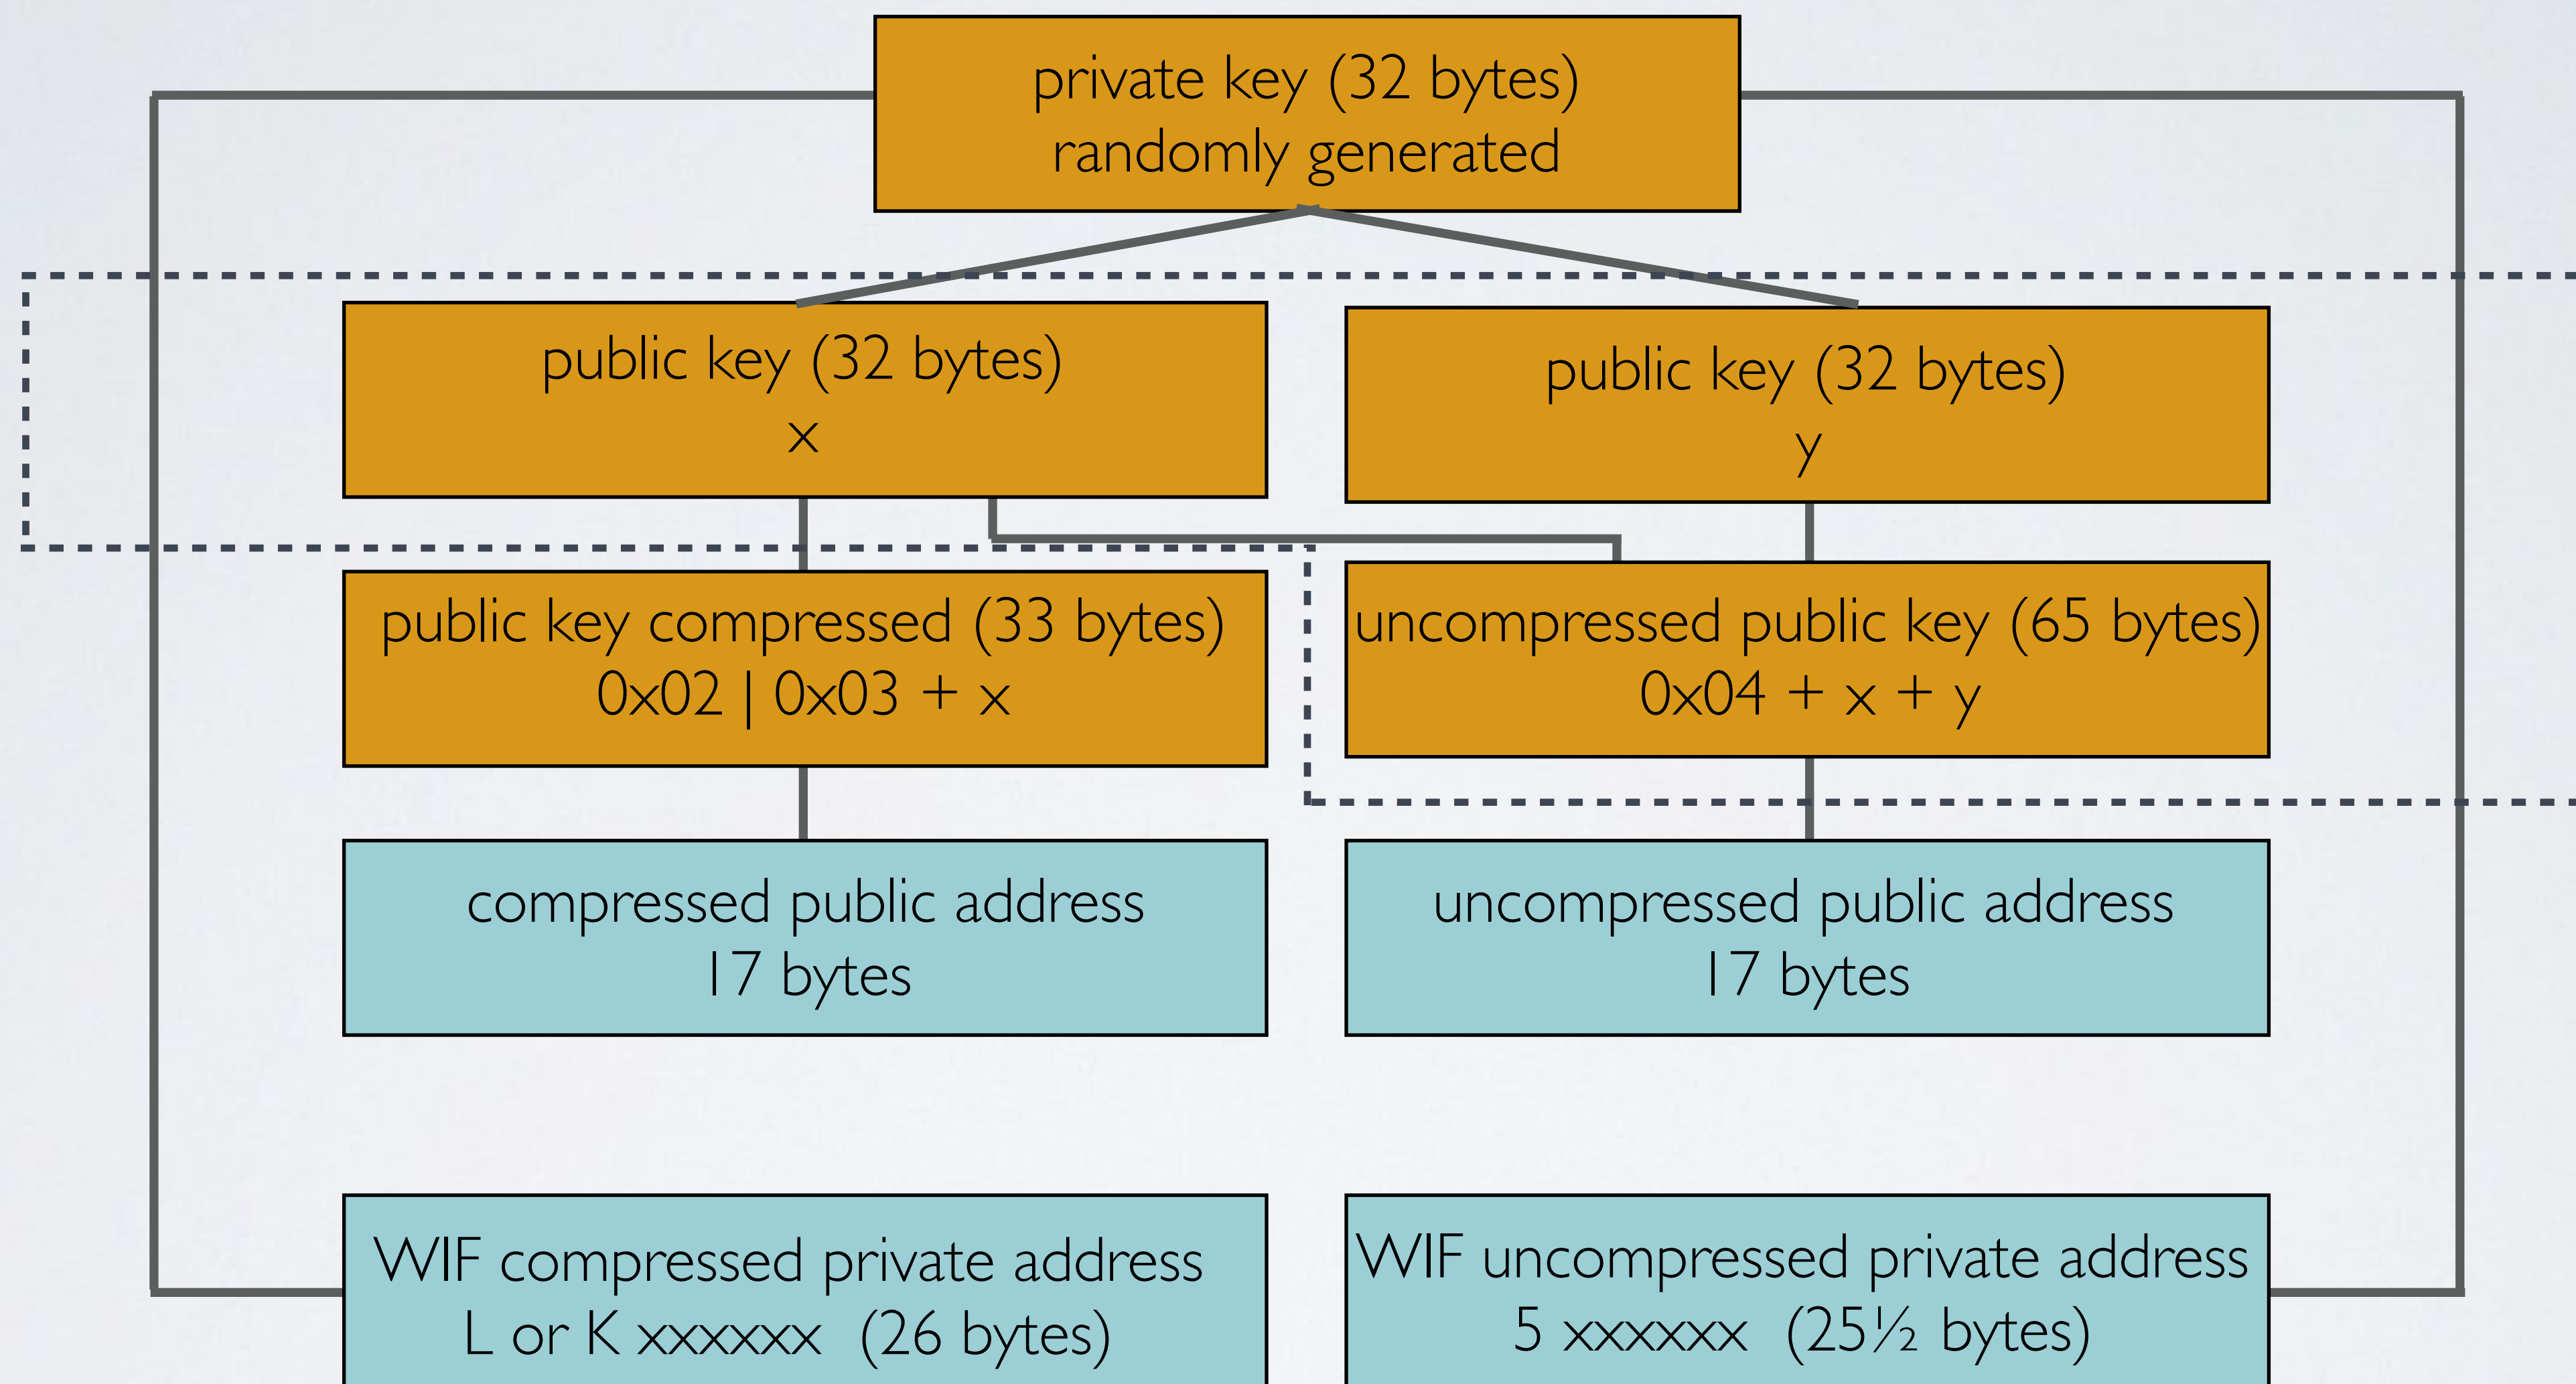 private key (32 bytes)
randomly generated
public key (32 bytes)
x
public key (32 bytes)
y
public key compressed (33 bytes)
0x02 | 0x03 + x
uncompressed public key (65 bytes)
0x04 + x + y
compressed public address
17 bytes
uncompressed public address
17 bytes
WIF compressed private address
L or K xxxxxx (26 bytes)
WIF uncompressed private address
5 xxxxxx (25½ bytes)